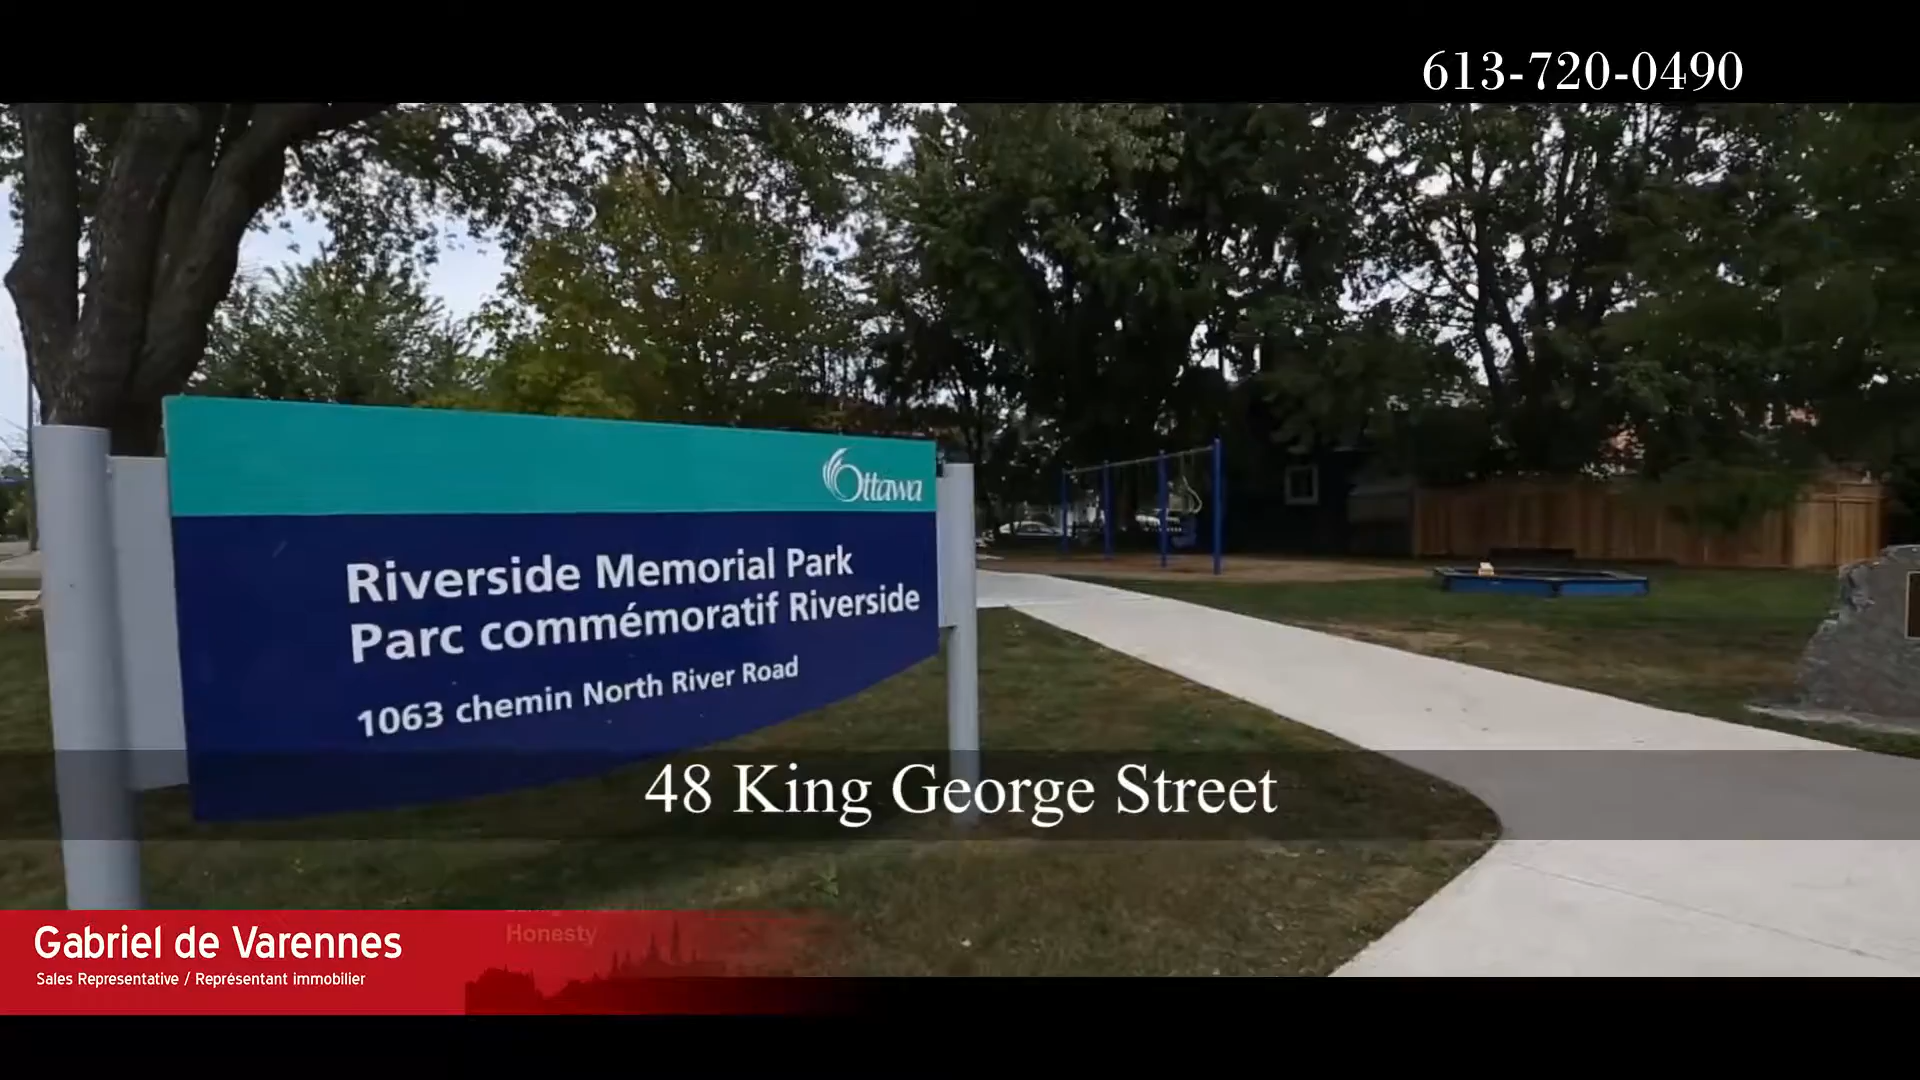 613-720-0490
Ottawa
Riverside Memorial Park
Parc commémoratif Riverside
1063 chemin North River Road
48 King George Street
Gabriel de Varennes
Sales Representative / Représentant immobilier
Honesty